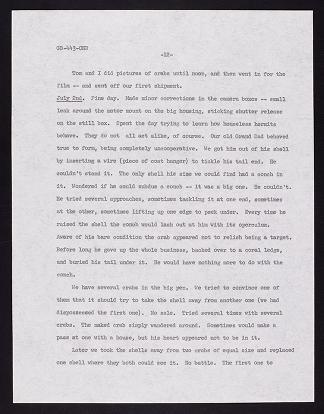 GB-443-CHO
-12-
Tom and I did pictures of crabs until noon, and then went in for the
film -- and sent off our first shipment.
July 2nd. Fine day. Made minor corrections in the camera boxes -- small
leak around the motor mount on the big housing, sticking shutter release
on the still box. Spent the day trying to learn how houseless hermits
behave. They do not all act alike, of course. Our old Grand Dad behaved
true to form, being completely uncooperative. We got him out of his shell
by inserting a wire (piece of coat hanger) to tickle his tail end. He
couldn't stand it. The only shell his size we could find had a conch in
it. Wondered if he could subdue a conch -- it was a big one. He couldn't.
He tried several approaches, sometimes tackling it at one end, sometimes
at the other, sometimes lifting up one edge to peek under. Every time he
raised the shell the conch would lash out at him with its operculum.
Aware of his bare condition the crab appeared not to relish being a target.
Before long he gave up the whole business, backed over to a coral ledge,
and buried his tail under it. He would have nothing more to do with the
conch.
We have several crabs in the big pen. We tried to convince one of
them that it should try to take the shell away from another one (we had
dispossessed the first one). No sale. Tried several times with several
crabs. The naked crab simply wandered around. Sometimes would make a
pass at one with a house, but his heart appeared not to be in it.
Later we took the shells away from two crabs of equal size and replaced
one shell where they both could see it. No battle. The first one to